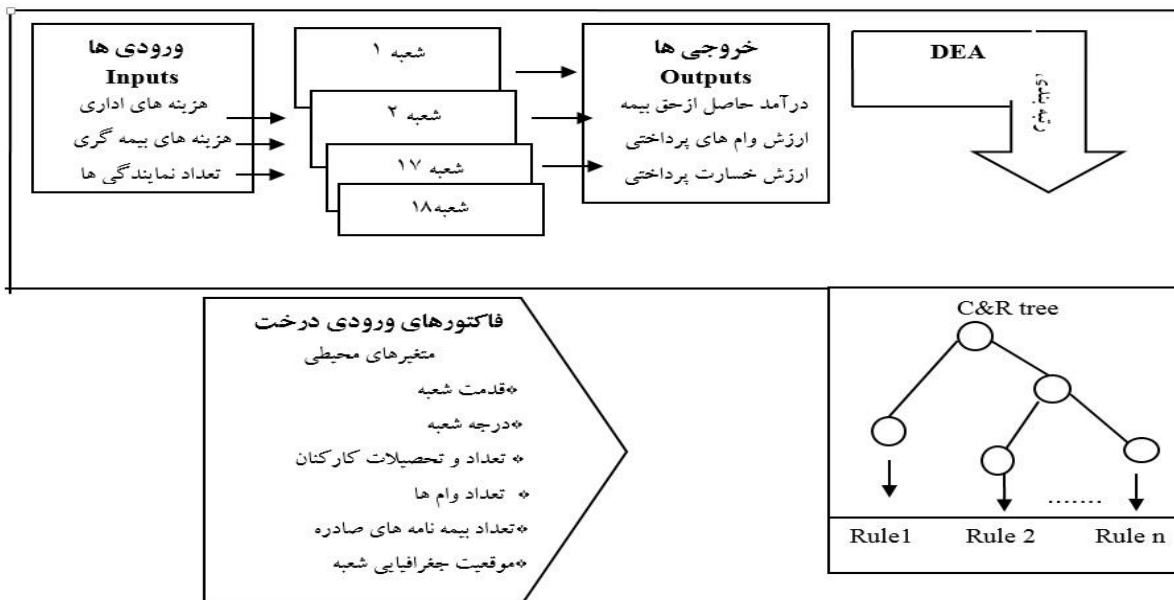 ورودی ها
Inputs
هزینه های اداری
هزینه های بیمه گری
تعداد نمایندگی ها
شعبه ۱
شعبه ۲
شعبه ۱۷
شعبه۱۸
خروجی ها
Outputs
درآمد حاصل ازحق بیمه
ارزش وام های پرداختی
ارزش خسارت پرداختی
DEA
رتبه بندی
فاکتورهای ورودی درخت
متغیرهای محیطی
❖قدمت شعبه
❖درجه شعبه
❖ تعداد و تحصیلات کارکنان
❖ تعداد وام ها
❖تعداد بیمه نامه های صادره
❖موقعیت جغرافیایی شعبه
C&R tree
.......
Rule1 Rule 2 Rule n